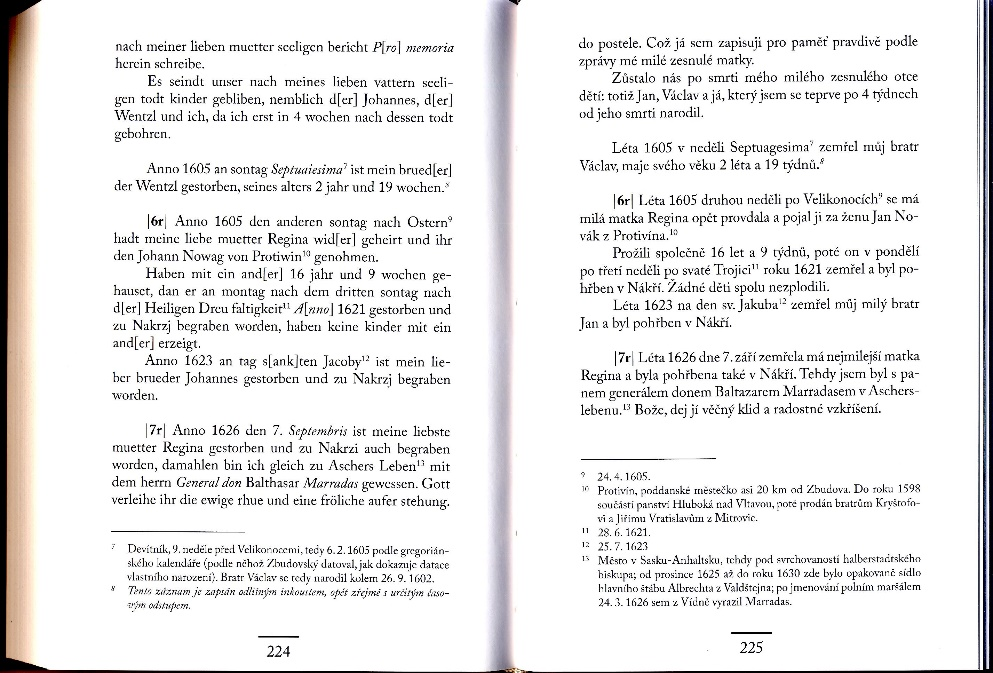 nach meiner lieben muetter seeligen bericht P[ro] memoria
herein schreibe.
Es seindt unser nach meines lieben vattern seeli-
gen todt kinder gebliben, nemblich d[er] Johannes, d[er]
Wentzl und ich, da ich erst in 4 wochen nach dessen todt
gebohren.
Anno 1605 an sontag Septuaiesima⁷ ist mein brued[er]
der Wentzl gestorben, seines alters 2 jahr und 19 wochen.⁸
|6r| Anno 1605 den anderen sontag nach Ostern⁹
hadt meine liebe muetter Regina wid[er] geheirt und ihr
den Johann Nowag von Protiwin¹⁰ genohmen.
Haben mit ein and[er] 16 jahr und 9 wochen ge-
hauset, dan er an montag nach dem dritten sontag nach
d[er] Heiligen Dreu faltigkeit¹¹ A[nno] 1621 gestorben und
zu Nakrzj begraben worden, haben keine kinder mit ein
and[er] erzeigt.
Anno 1623 an tag s[ank]ten Jacoby¹² ist mein lie-
ber brueder Johannes gestorben und zu Nakrzj begraben
worden.
|7r| Anno 1626 den 7. Septembris ist meine liebste
muetter Regina gestorben und zu Nakrzi auch begraben
worden, damahlen bin ich gleich zu Aschers Leben¹³ mit
dem herrn General don Balthasar Marradas gewessen. Gott
verleihe ihr die ewige rhue und eine fröliche aufer stehung.
⁷ Devítník, 9. neděle před Velikonocemi, tedy 6. 2. 1605 podle gregorián-
ského kalendáře (podle něhož Zbudovský datoval, jak dokazuje datace
vlastního narození). Bratr Václav se tedy narodil kolem 26. 9. 1602.
⁸ Tento záznam je zapsán odlišným inkoustem, opět zřejmě s určitým časo-
vým odstupem.
224
do postele. Což já sem zapisuji pro paměť pravdivě podle
zprávy mé milé zesnulé matky.
Zůstalo nás po smrti mého milého zesnulého otce
dětí: totiž Jan, Václav a já, který jsem se teprve po 4 týdnech
od jeho smrti narodil.
Léta 1605 v neděli Septuagesima⁷ zemřel můj bratr
Václav, maje svého věku 2 léta a 19 týdnů.⁸
|6r| Léta 1605 druhou neděli po Velikonocích⁹ se má
milá matka Regina opět provdala a pojal ji za ženu Jan No-
vák z Protivína.¹⁰
Prožili společně 16 let a 9 týdnů, poté on v pondělí
po třetí neděli po svaté Trojici¹¹ roku 1621 zemřel a byl po-
hřben v Nákří. Žádné děti spolu nezplodili.
Léta 1623 na den sv. Jakuba¹² zemřel můj milý bratr
Jan a byl pohřben v Nákří.
|7r| Léta 1626 dne 7. září zemřela má nejmilejší matka
Regina a byla pohřbena také v Nákří. Tehdy jsem byl s pa-
nem generálem donem Baltazarem Marradasem v Aschers-
lebenu.¹³ Bože, dej jí věčný klid a radostné vzkříšení.
⁹ 24. 4. 1605.
¹⁰ Protivín, poddanské městečko asi 20 km od Zbudova. Do roku 1598
součástí panství Hluboká nad Vltavou, poté prodán bratrům Kryštofo-
vi a Jiřímu Vratislavům z Mitrovic.
¹¹ 28. 6. 1621.
¹² 25. 7. 1623
¹³ Město v Sasku-Anhaltsku, tehdy pod svrchovaností halberstadtského
biskupa; od prosince 1625 až do roku 1630 zde bylo opakovaně sídlo
hlavního štábu Albrechta z Valdštejna; po jmenování polním maršálem
24. 3. 1626 sem z Vídně vyrazil Marradas.
225